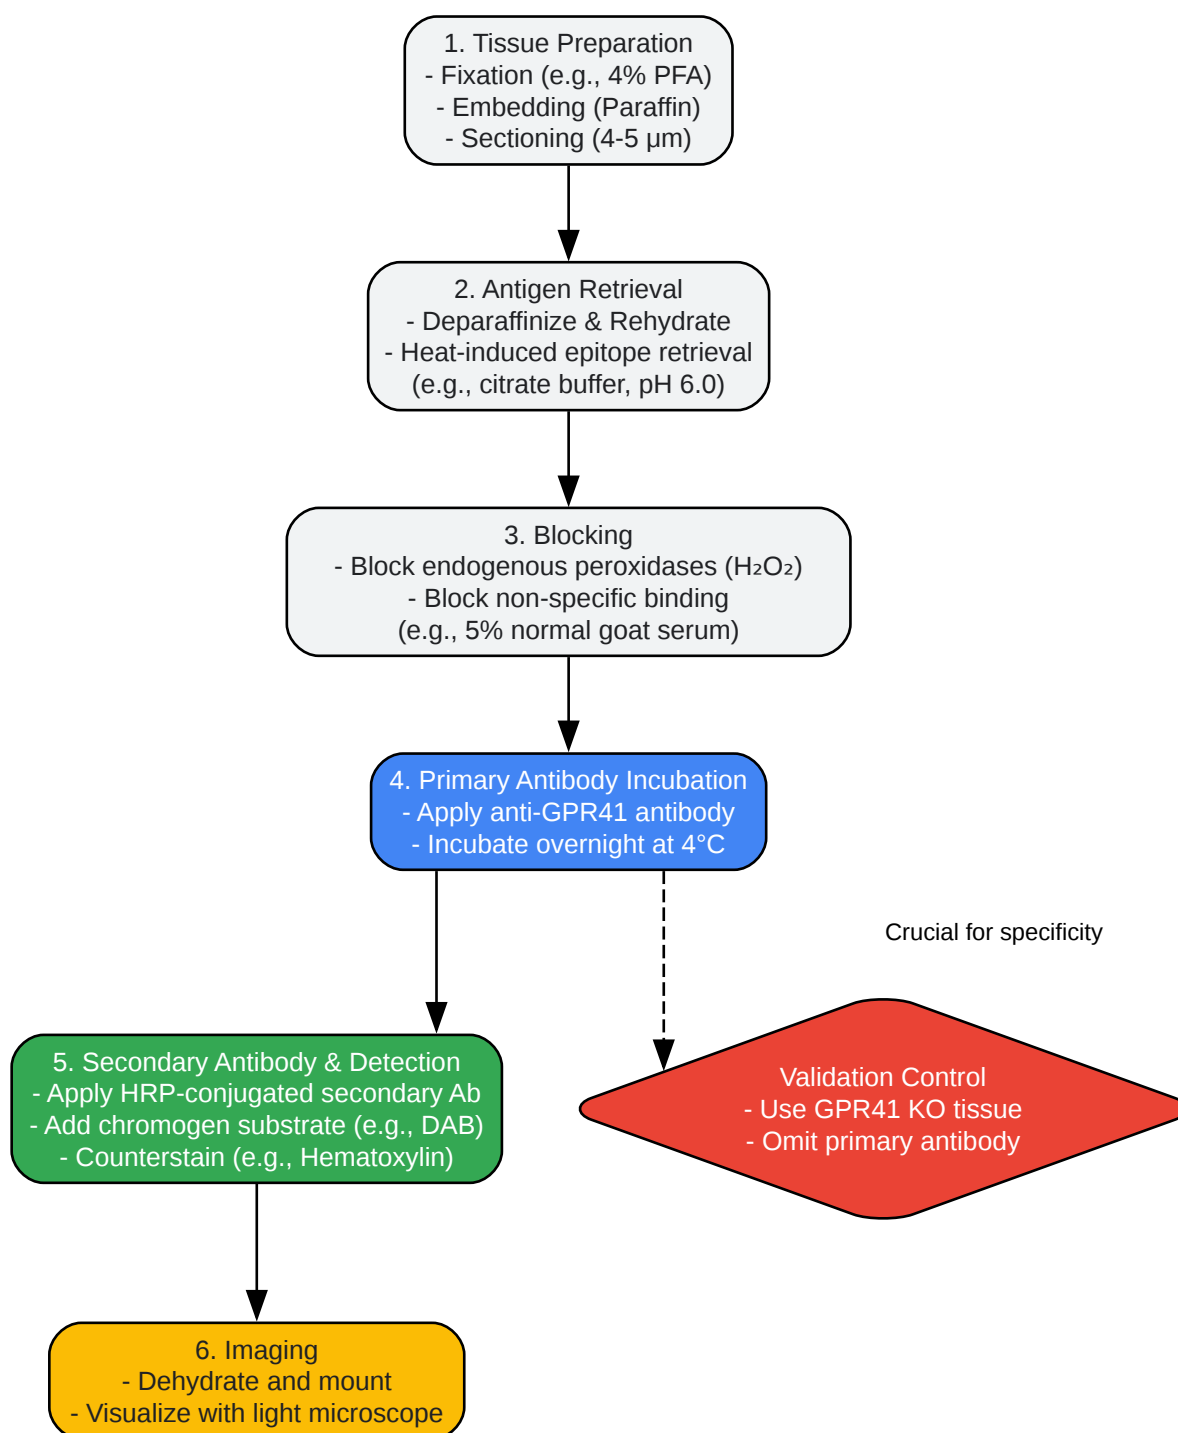 1. Tissue Preparation
- Fixation (e.g., 4% PFA)
- Embedding (Paraffin)
- Sectioning (4-5 μm)
2. Antigen Retrieval
- Deparaffinize & Rehydrate
- Heat-induced epitope retrieval
(e.g., citrate buffer, pH 6.0)
3. Blocking
- Block endogenous peroxidases (H₂O₂)
- Block non-specific binding
(e.g., 5% normal goat serum)
4. Primary Antibody Incubation
- Apply anti-GPR41 antibody
- Incubate overnight at 4°C
Crucial for specificity
5. Secondary Antibody & Detection
- Apply HRP-conjugated secondary Ab
- Add chromogen substrate (e.g., DAB)
- Counterstain (e.g., Hematoxylin)
Validation Control
- Use GPR41 KO tissue
- Omit primary antibody
6. Imaging
- Dehydrate and mount
- Visualize with light microscope